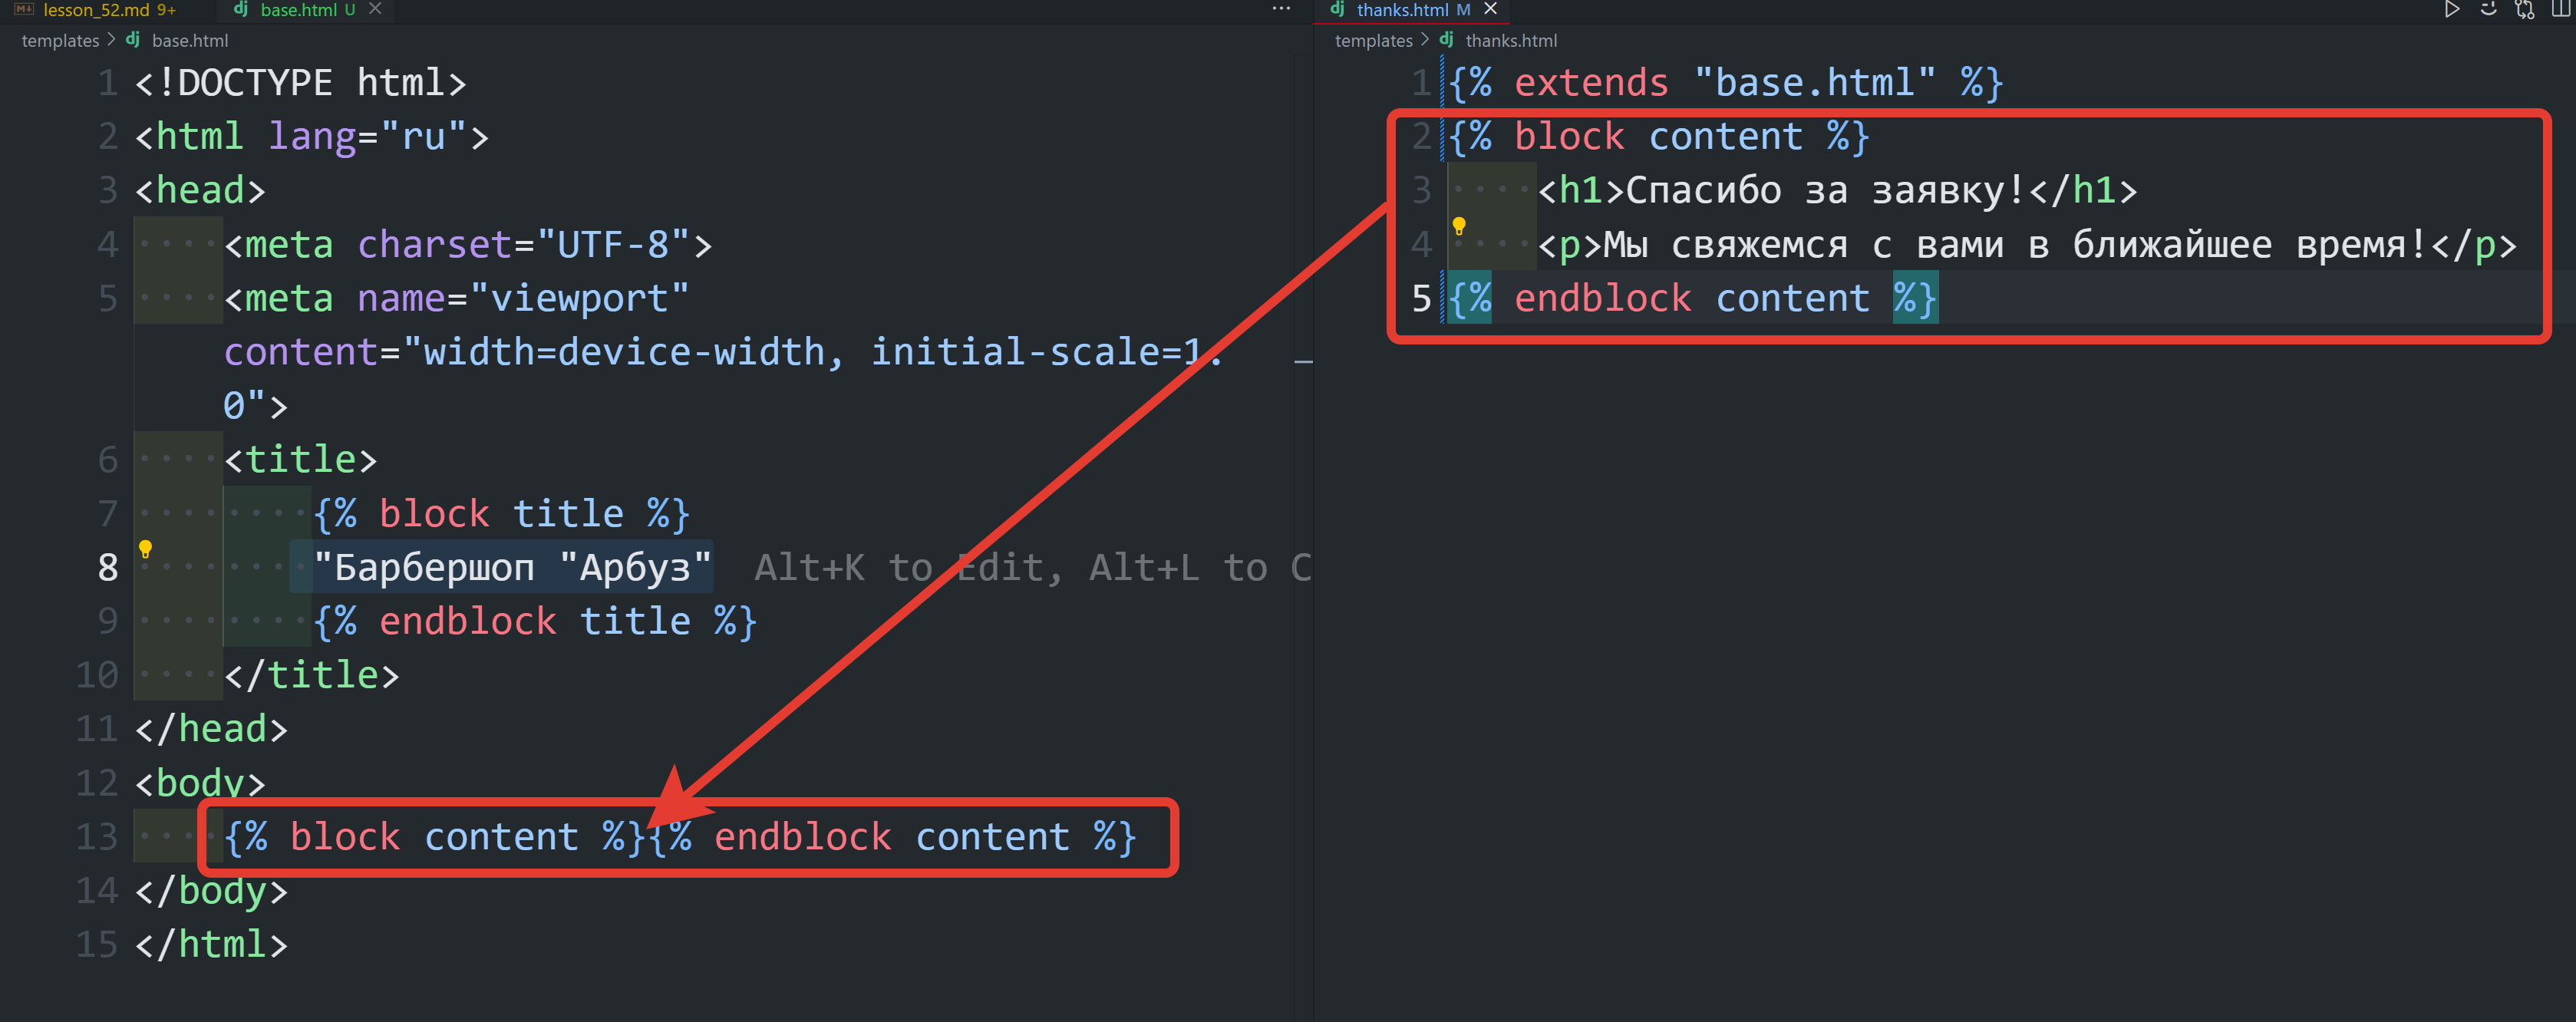 lesson_52.md 9+
base.html U
templates > base.html
1 <!DOCTYPE html>
2 <html lang="ru">
3 <head>
4 <meta charset="UTF-8">
5 <meta name="viewport"
content="width=device-width, initial-scale=1.
0">
6 <title>
7 {% block title %}
8 "Барбершоп "Арбуз" Alt+K to Edit, Alt+L to C
9 {% endblock title %}
10 </title>
11 </head>
12 <body>
13 {% block content %}{% endblock content %}
14 </body>
15 </html>
thanks.html M
templates > thanks.html
1 {% extends "base.html" %}
2 {% block content %}
3 <h1>Спасибо за заявку!</h1>
4 <p>Мы свяжемся с вами в ближайшее время!</p>
5 {% endblock content %}